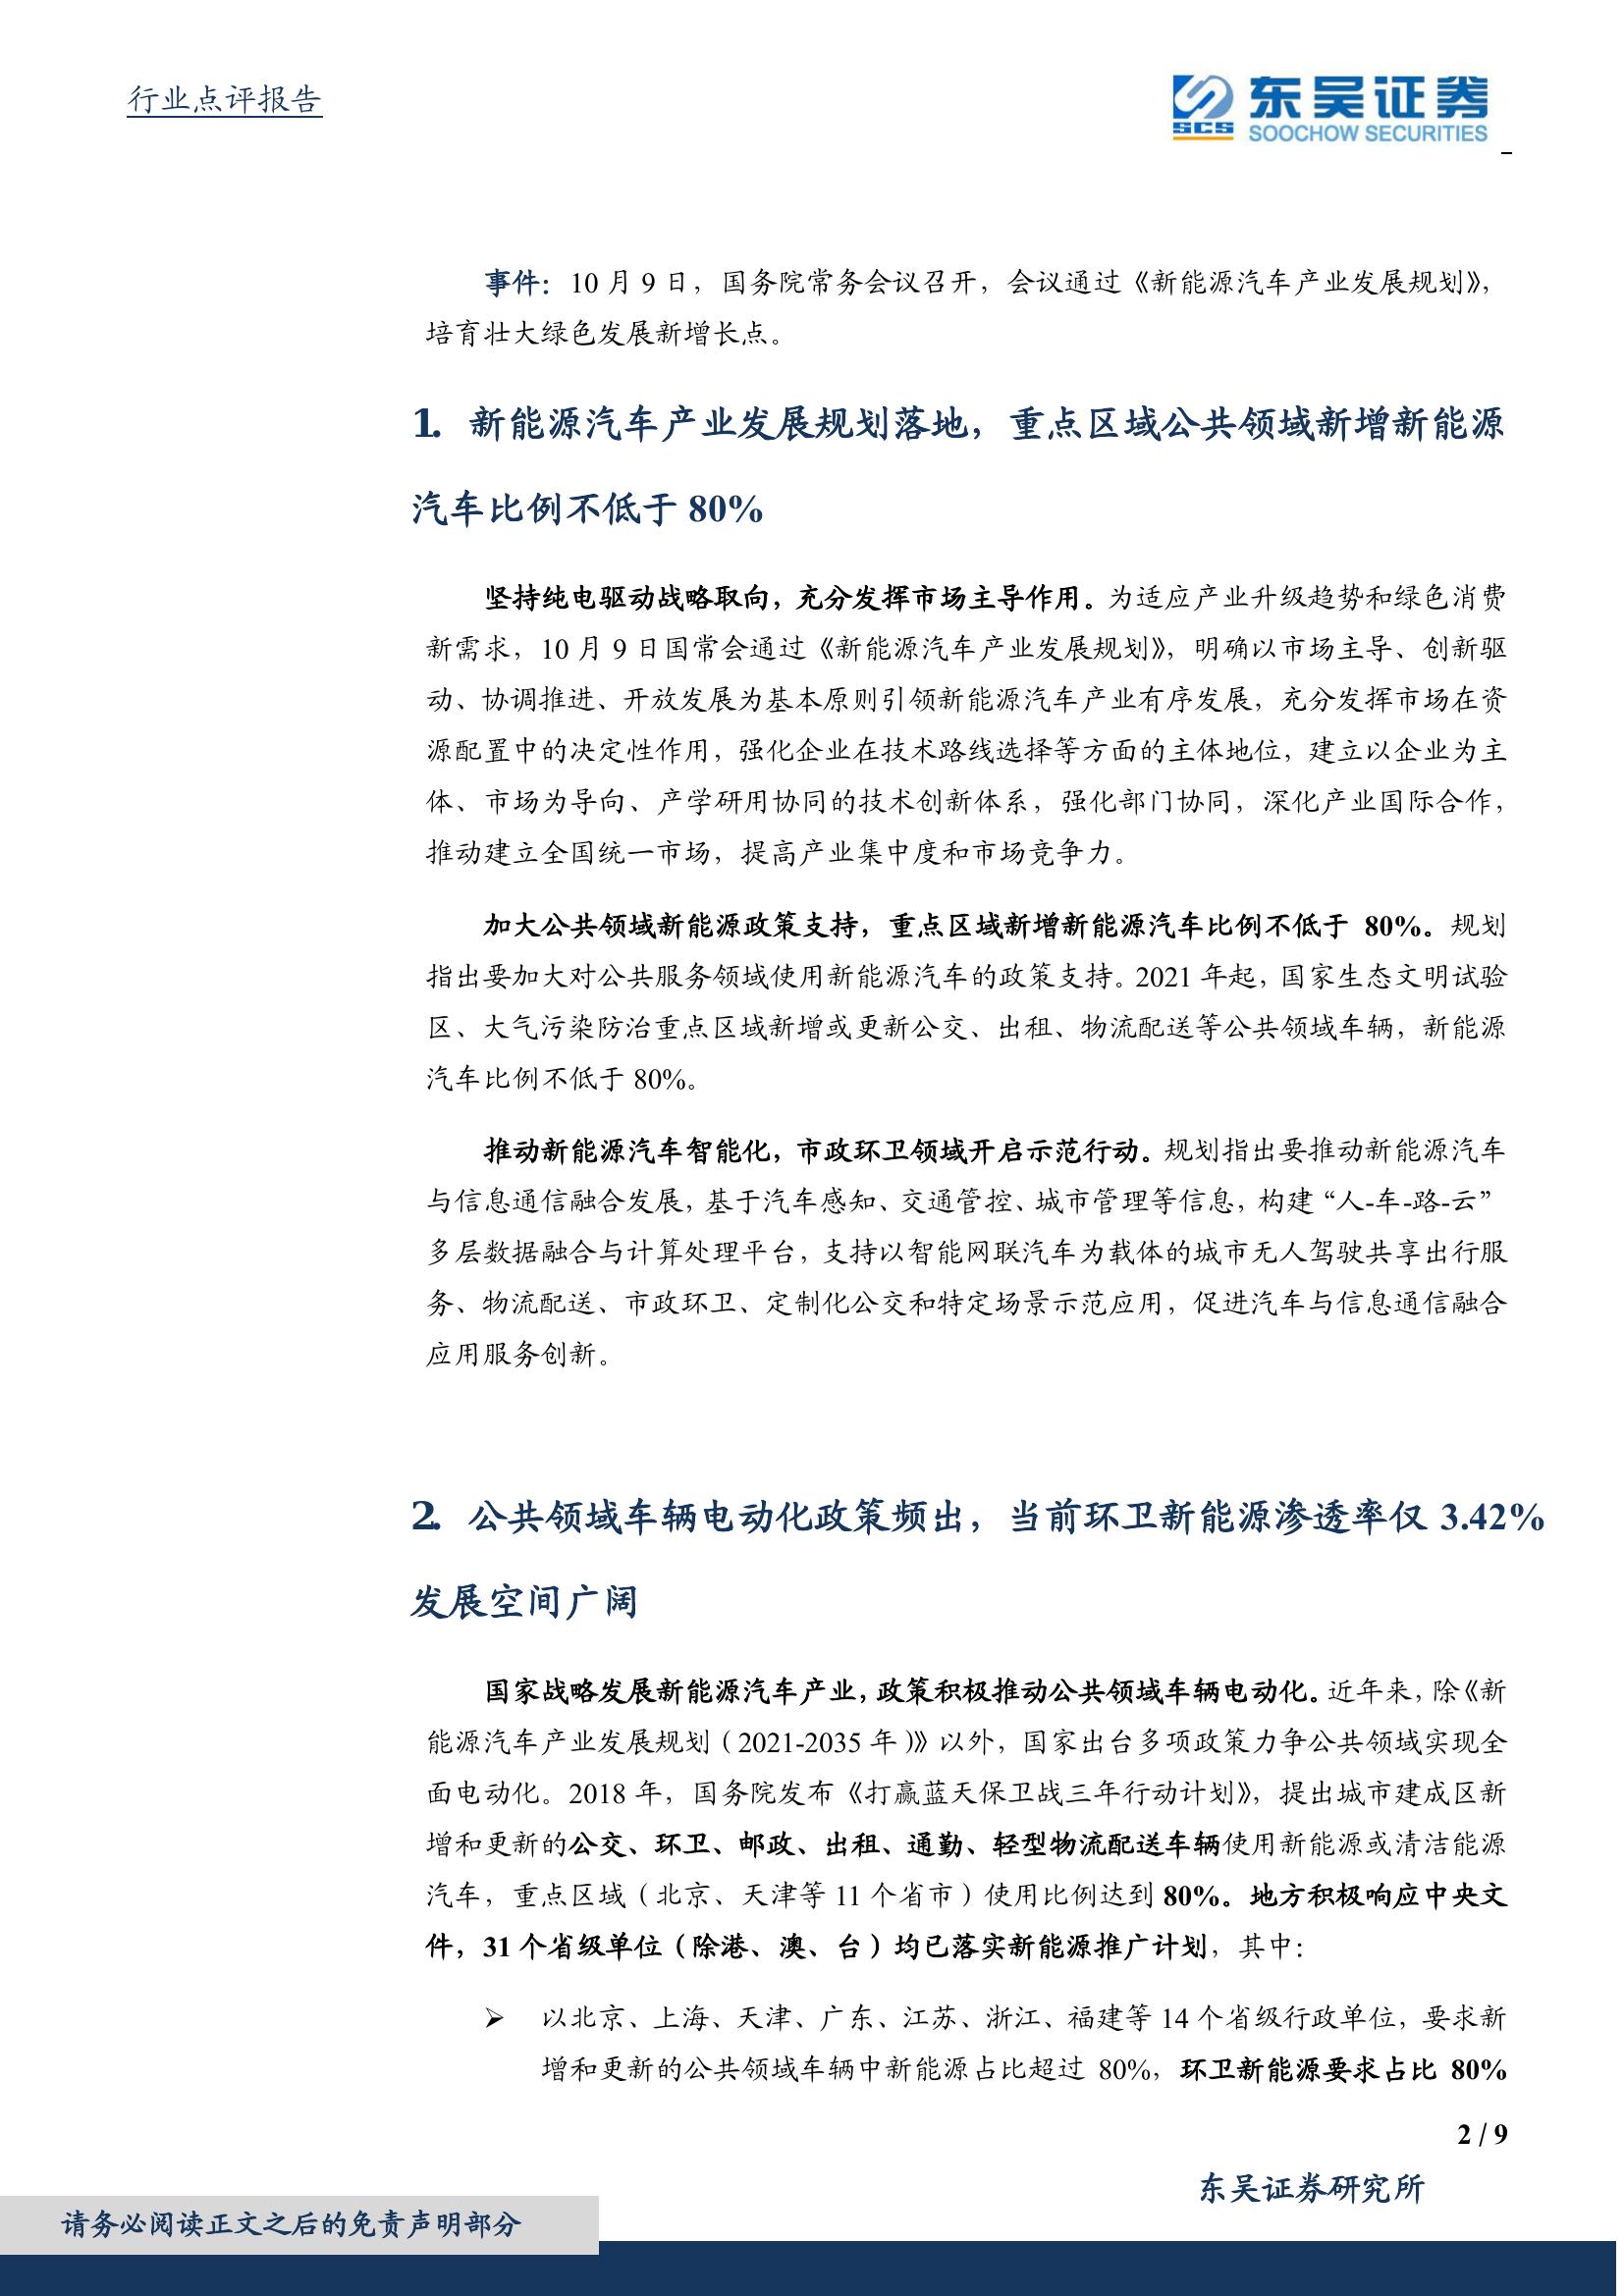 行业点评报告
东吴证券
SCS
SOOCHOW SECURITIES
事件：10 月 9 日，国务院常务会议召开，会议通过《新能源汽车产业发展规划》，
培育壮大绿色发展新增长点。
1. 新能源汽车产业发展规划落地，重点区域公共领域新增新能源
汽车比例不低于 80%
坚持纯电驱动战略取向，充分发挥市场主导作用。为适应产业升级趋势和绿色消费
新需求，10 月 9 日国常会通过《新能源汽车产业发展规划》，明确以市场主导、创新驱
动、协调推进、开放发展为基本原则引领新能源汽车产业有序发展，充分发挥市场在资
源配置中的决定性作用，强化企业在技术路线选择等方面的主体地位，建立以企业为主
体、市场为导向、产学研用协同的技术创新体系，强化部门协同，深化产业国际合作，
推动建立全国统一市场，提高产业集中度和市场竞争力。
加大公共领域新能源政策支持，重点区域新增新能源汽车比例不低于 80%。规划
指出要加大对公共服务领域使用新能源汽车的政策支持。2021 年起，国家生态文明试验
区、大气污染防治重点区域新增或更新公交、出租、物流配送等公共领域车辆，新能源
汽车比例不低于 80%。
推动新能源汽车智能化，市政环卫领域开启示范行动。规划指出要推动新能源汽车
与信息通信融合发展，基于汽车感知、交通管控、城市管理等信息，构建“人-车-路-云”
多层数据融合与计算处理平台，支持以智能网联汽车为载体的城市无人驾驶共享出行服
务、物流配送、市政环卫、定制化公交和特定场景示范应用，促进汽车与信息通信融合
应用服务创新。
2. 公共领域车辆电动化政策频出，当前环卫新能源渗透率仅 3.42%
发展空间广阔
国家战略发展新能源汽车产业，政策积极推动公共领域车辆电动化。近年来，除《新
能源汽车产业发展规划（2021-2035 年）》以外，国家出台多项政策力争公共领域实现全
面电动化。2018 年，国务院发布《打赢蓝天保卫战三年行动计划》，提出城市建成区新
增和更新的公交、环卫、邮政、出租、通勤、轻型物流配送车辆使用新能源或清洁能源
汽车，重点区域（北京、天津等 11 个省市）使用比例达到 80%。地方积极响应中央文
件，31 个省级单位（除港、澳、台）均已落实新能源推广计划，其中：
➢ 以北京、上海、天津、广东、江苏、浙江、福建等 14 个省级行政单位，要求新
增和更新的公共领域车辆中新能源占比超过 80%，环卫新能源要求占比 80%
2 / 9
东吴证券研究所
请务必阅读正文之后的免责声明部分